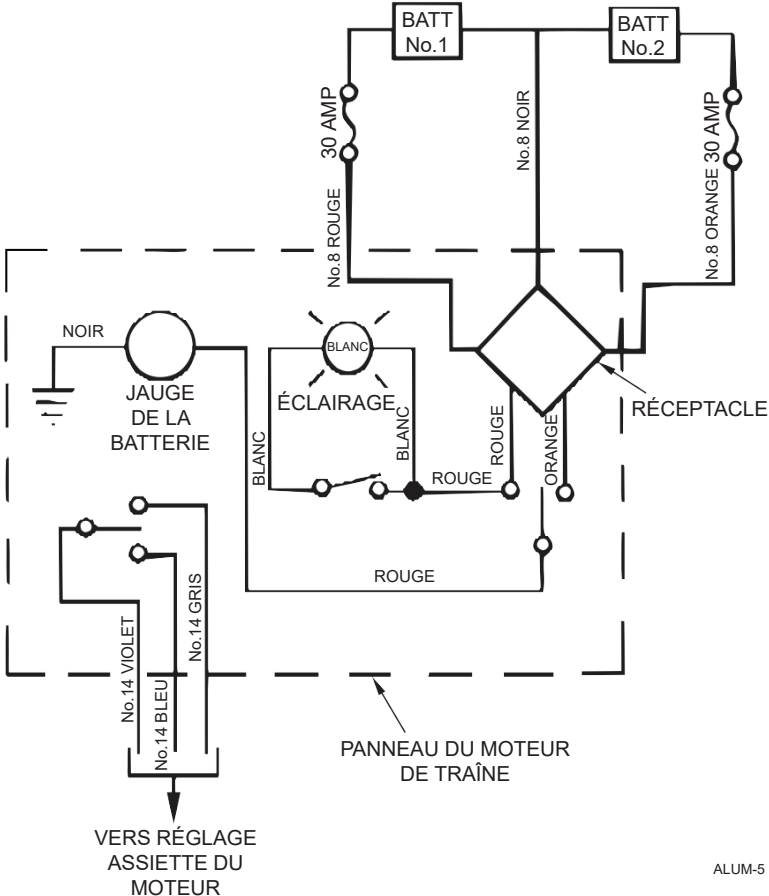 BATT
No.1
BATT
No.2
30 AMP
No.8 NOIR
30 AMP
No.8 ROUGE
No.8 ORANGE
NOIR
BLANC
JAUGE
DE LA
BATTERIE
ÉCLAIRAGE
RÉCEPTACLE
BLANC
BLANC
ROUGE
ROUGE
ORANGE
ROUGE
No.14 GRIS
No.14 VIOLET
No.14 BLEU
PANNEAU DU MOTEUR
DE TRAÎNE
VERS RÉGLAGE
ASSIETTE DU
MOTEUR
ALUM-5